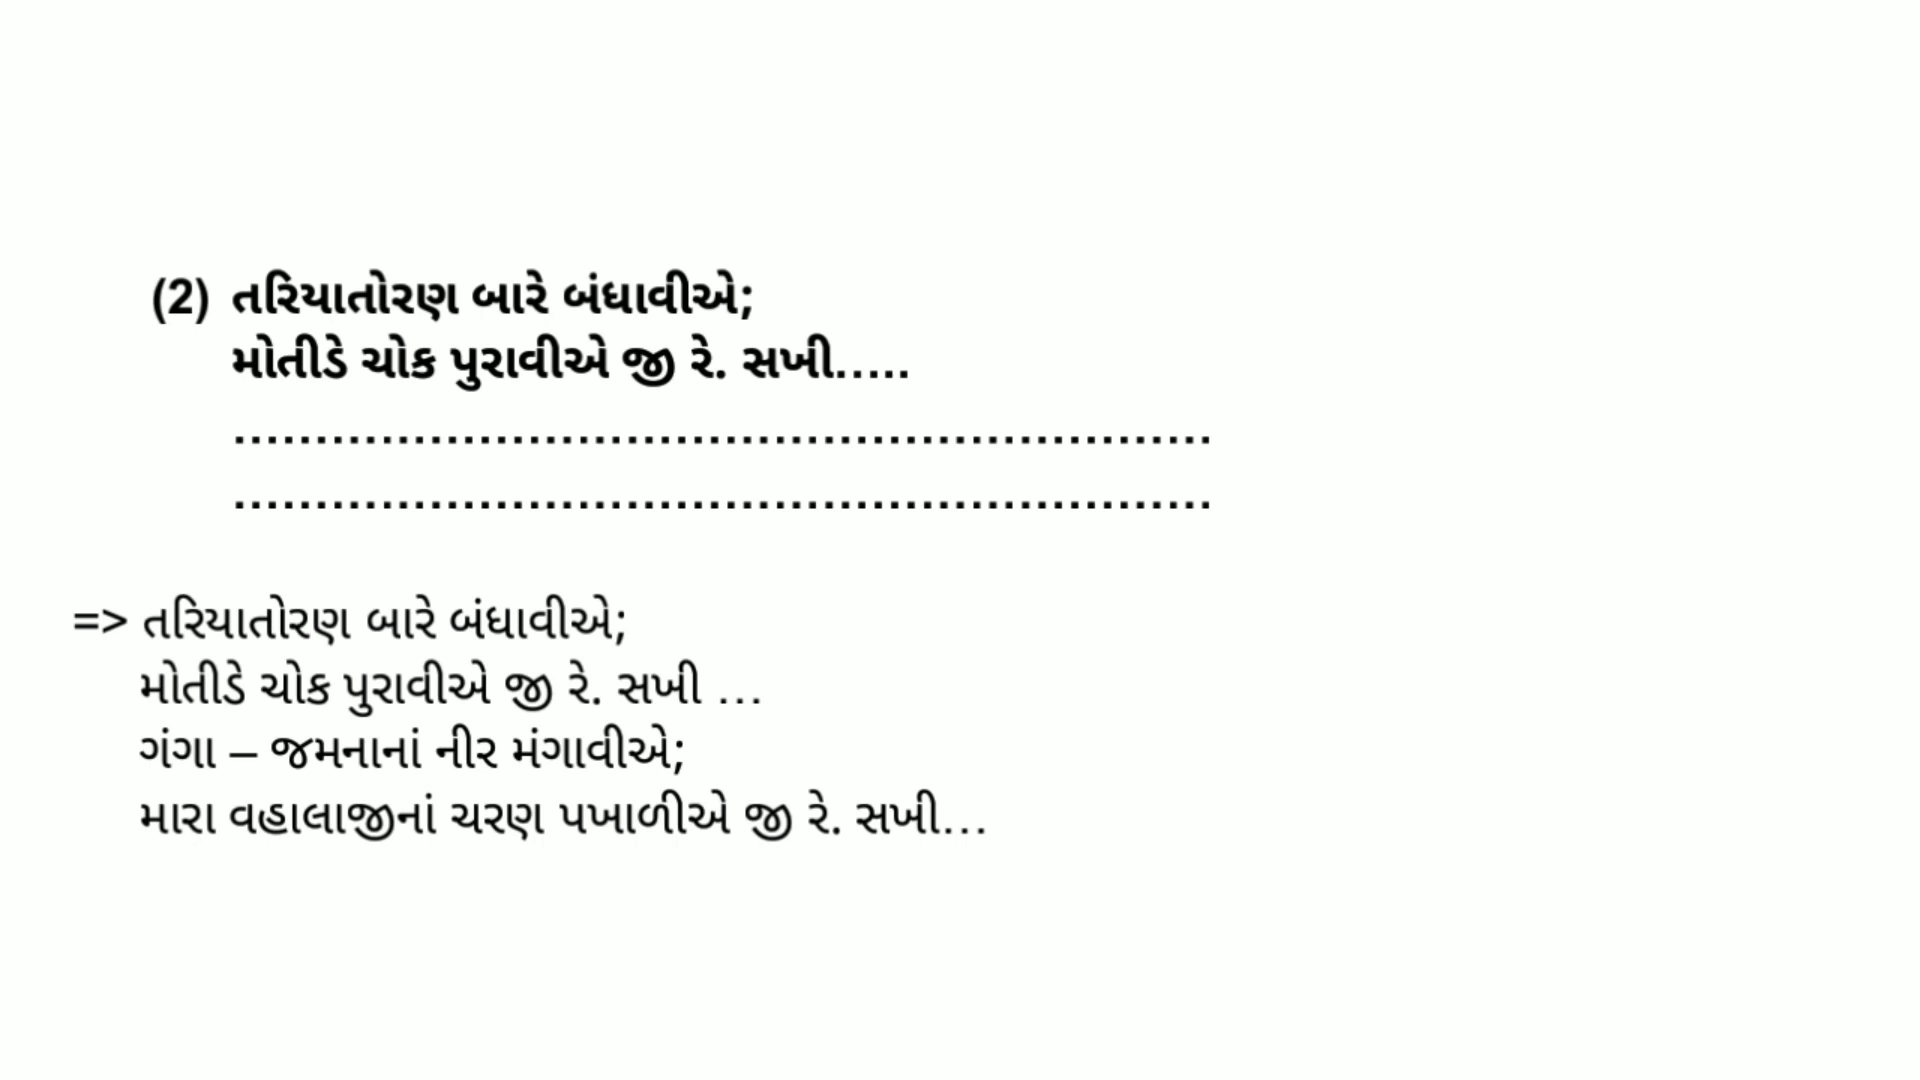 (2) તરિયાતોરણ બારે બંધાવીએ;
મોતીડે ચોક પુરાવીએ જી રે. સખી.....
............................................................
............................................................
=> તરિયાતોરણ બારે બંધાવીએ;
મોતીડે ચોક પુરાવીએ જી રે. સખી ...
ગંગા – જમનાનાં નીર મંગાવીએ;
મારા વહાલાજીનાં ચરણ પખાળીએ જી રે. સખી...